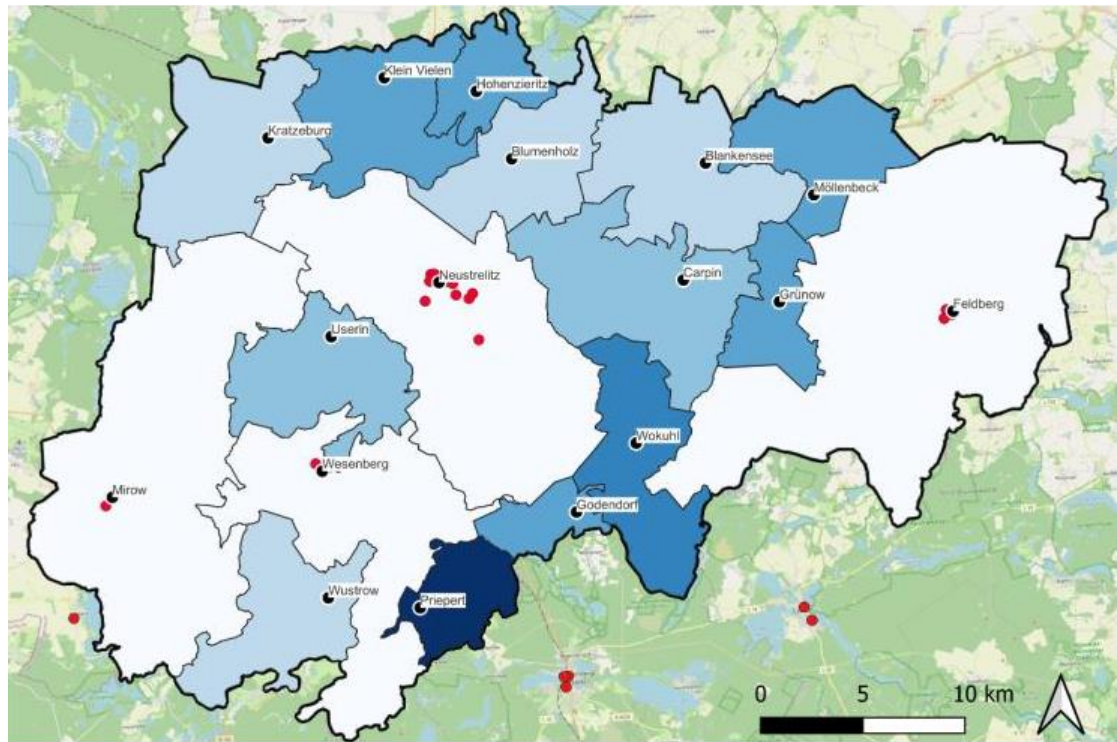 Klein Vielen
Hohenzieritz
Kratzeburg
Blumenholz
Blankensee
Möllenbeck
Neustrelitz
Carpin
Grünow
Feldberg
Userin
Wokuhl
Wesenberg
Mirow
Godendorf
Wustrow
Priepert
0 5 10 km